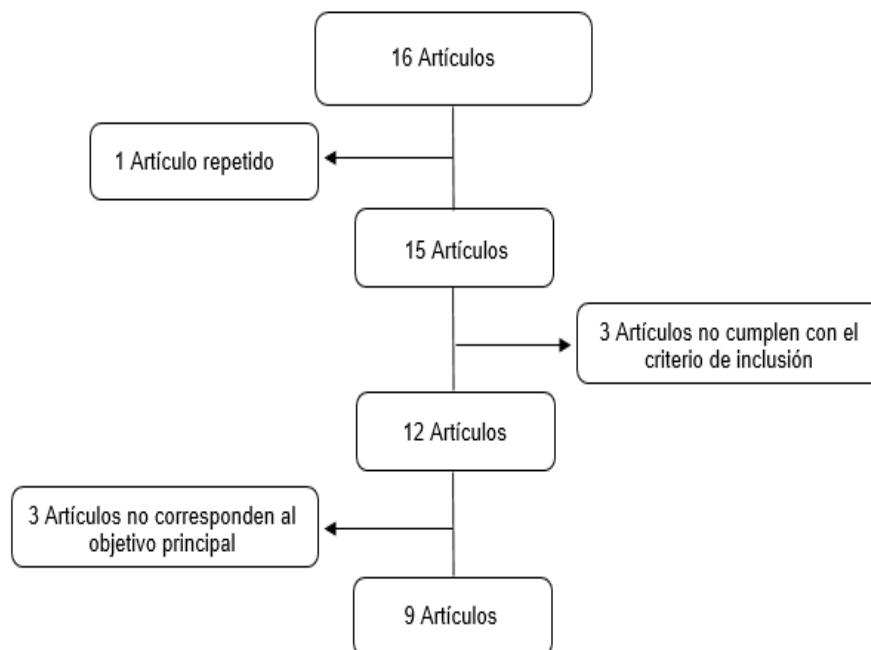 16 Artículos
1 Artículo repetido
15 Artículos
3 Artículos no cumplen con el
criterio de inclusión
12 Artículos
3 Artículos no corresponden al
objetivo principal
9 Artículos